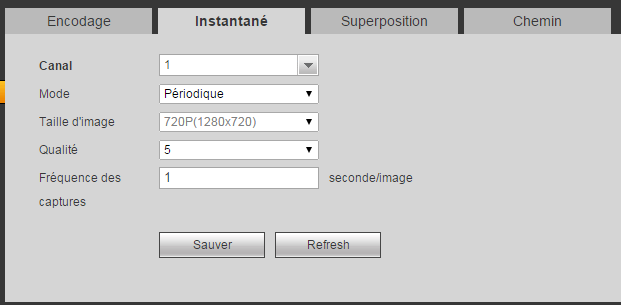 Encodage Instantané Superposition Chemin
Canal 1
Mode Périodique
Taille d'image 720P(1280x720)
Qualité 5
Fréquence des captures 1 seconde/image
Sauver Refresh